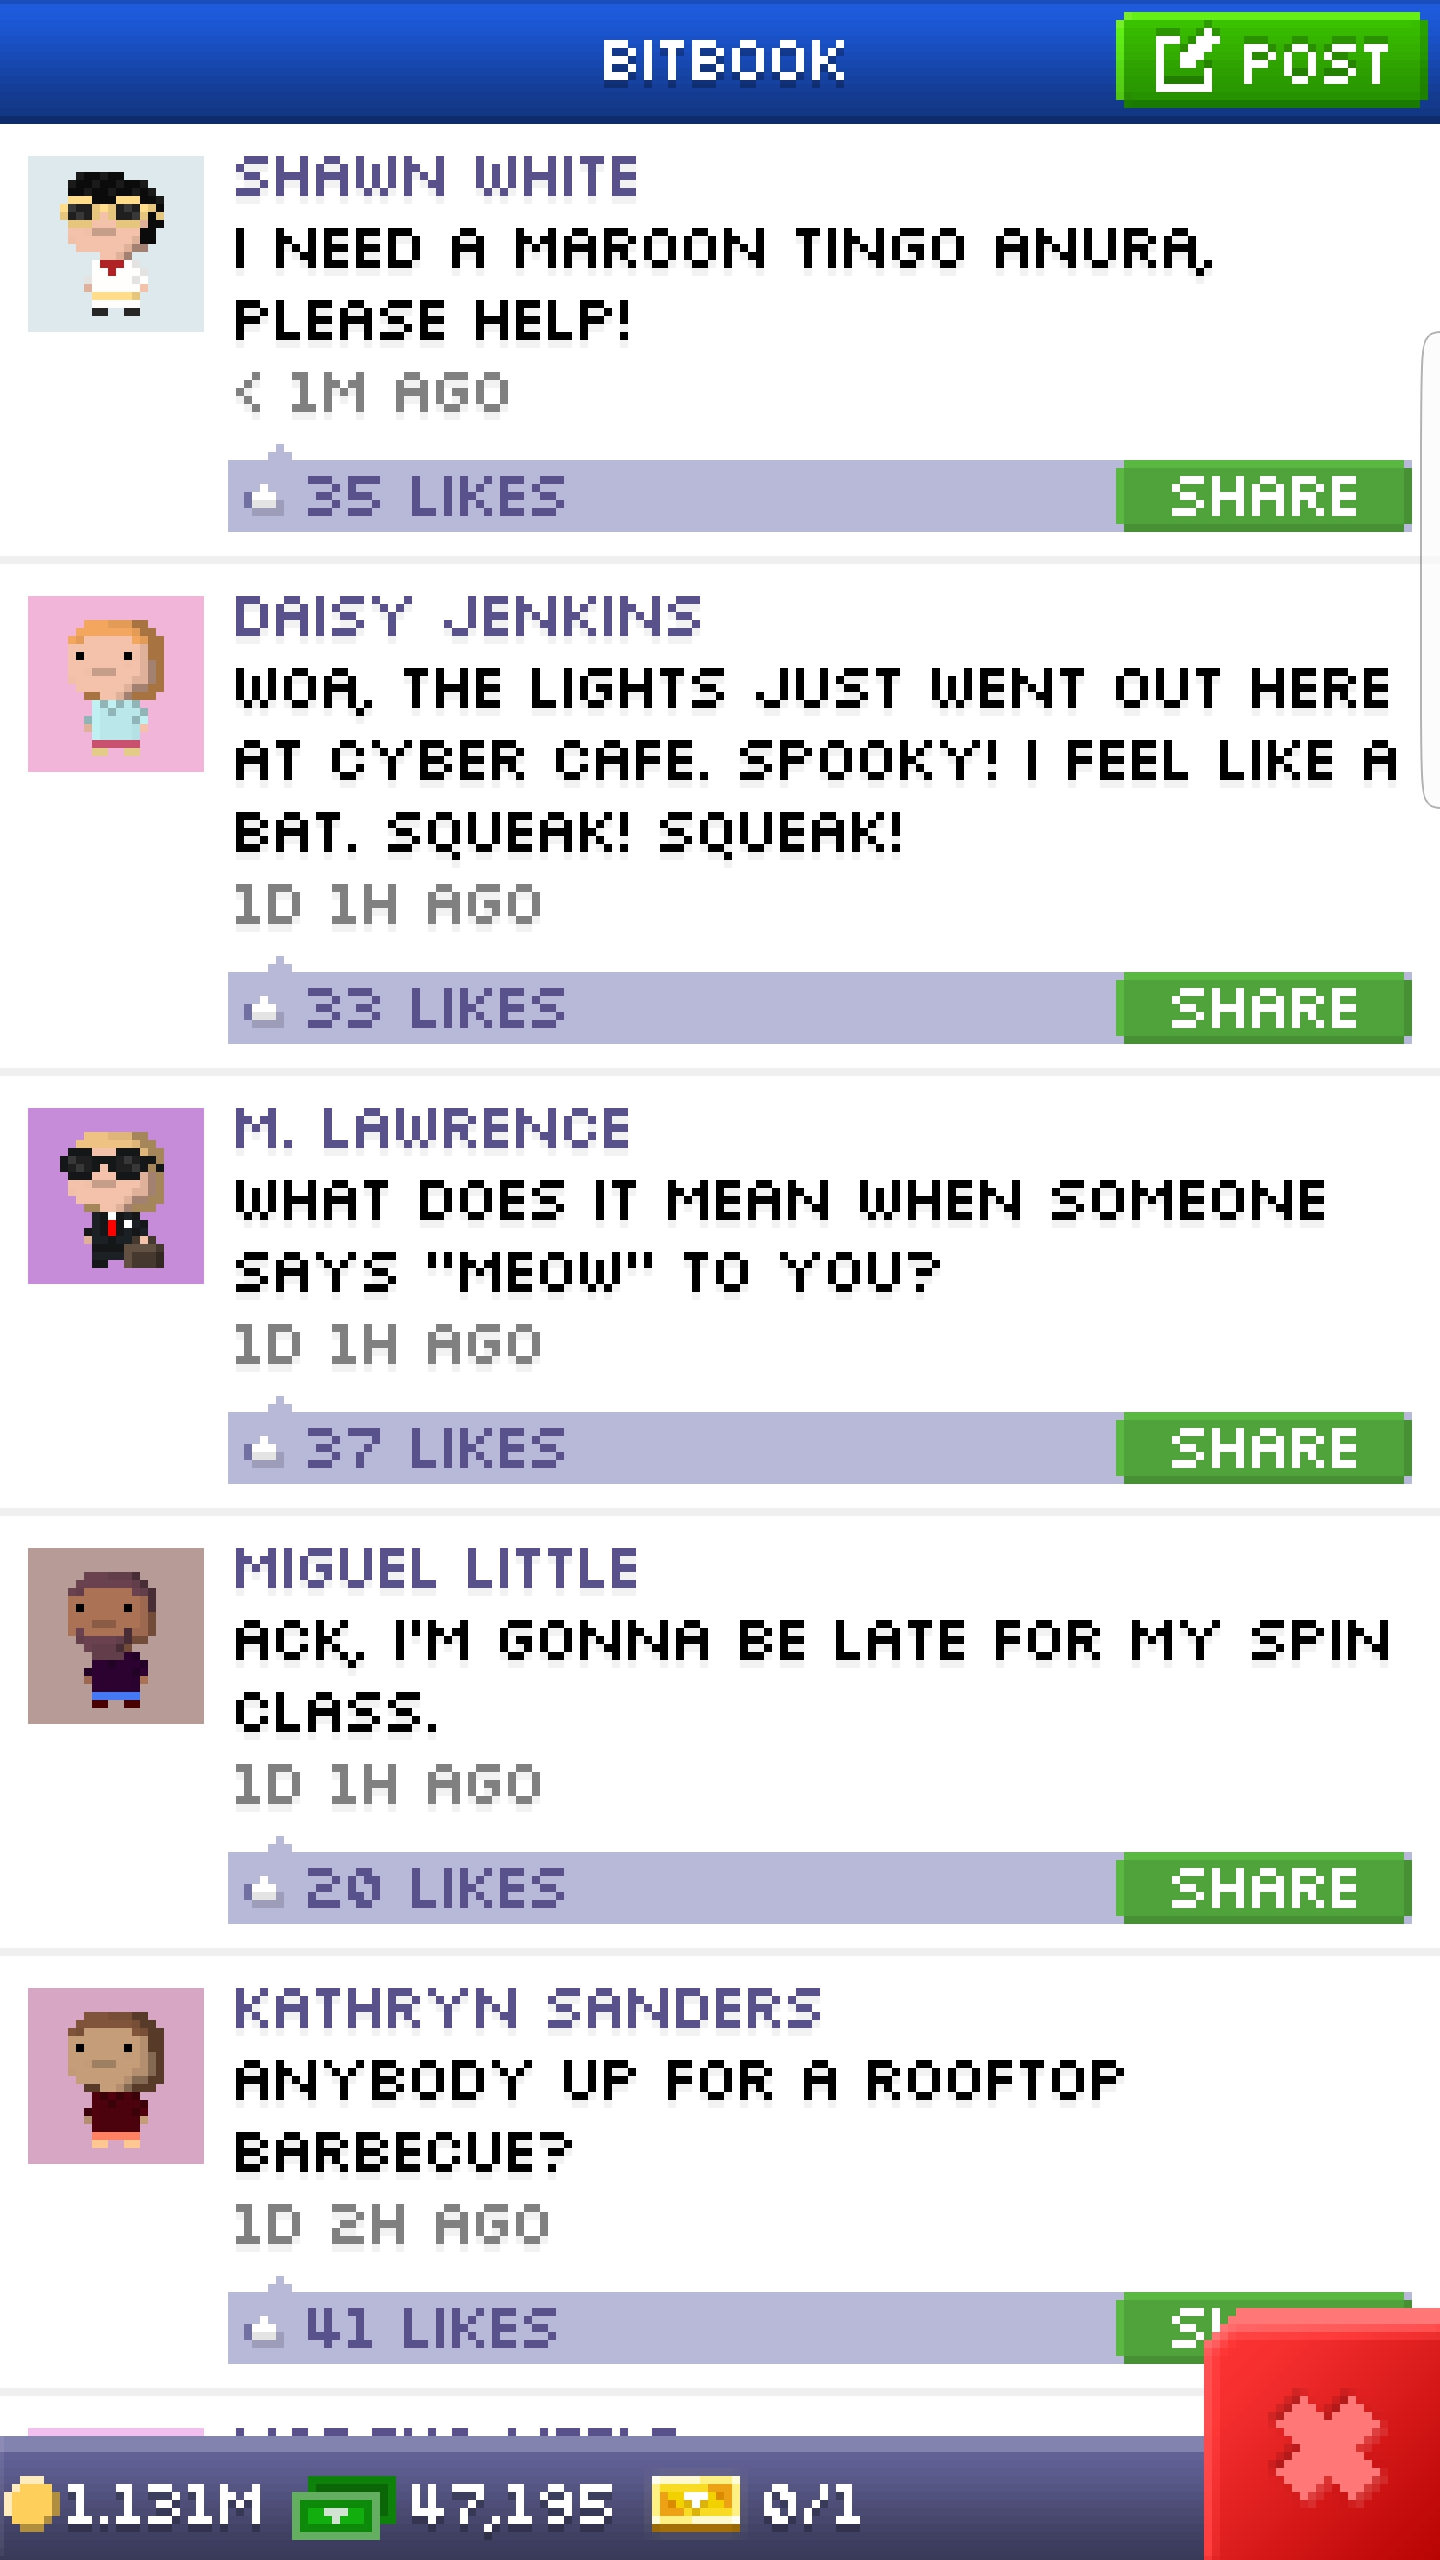 BITBOOK
POST
SHAWN WHITE
I NEED A MAROON TINGO ANURA,
PLEASE HELP!
< 1M AGO
35 LIKES
SHARE
DAISY JENKINS
WOA, THE LIGHTS JUST WENT OUT HERE
AT CYBER CAFE. SPOOKY! I FEEL LIKE A
BAT. SQUEAK! SQUEAK!
1D 1H AGO
33 LIKES
SHARE
M. LAWRENCE
WHAT DOES IT MEAN WHEN SOMEONE
SAYS "MEOW" TO YOU?
1D 1H AGO
37 LIKES
SHARE
MIGUEL LITTLE
ACK, I'M GONNA BE LATE FOR MY SPIN
CLASS.
1D 1H AGO
20 LIKES
SHARE
KATHRYN SANDERS
ANYBODY UP FOR A ROOFTOP
BARBECUE?
1D 2H AGO
41 LIKES
1.131M
47,195
0/1